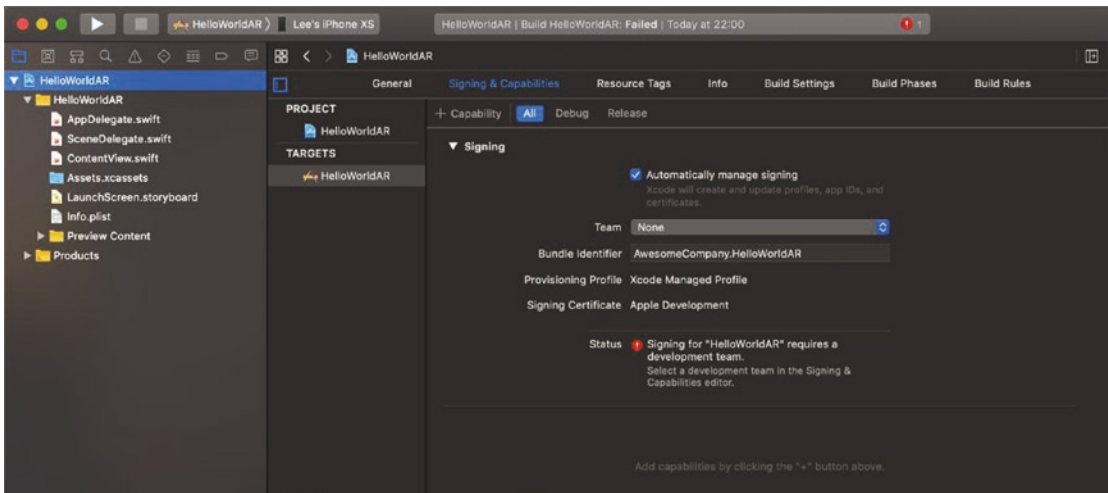 HelloWorldAR
Lee's iPhone XS
HelloWorldAR | Build HelloWorldAR: Failed | Today at 22:00
1
HelloWorldAR
HelloWorldAR
General
Signing & Capabilities
Resource Tags
Info
Build Settings
Build Phases
Build Rules
HelloWorldAR
AppDelegate.swift
SceneDelegate.swift
ContentView.swift
Assets.xcassets
LaunchScreen.storyboard
Info.plist
Preview Content
Products
PROJECT
HelloWorldAR
TARGETS
HelloWorldAR
+ Capability
All
Debug
Release
Signing
Automatically manage signing
Xcode will create and update profiles, app IDs, and
certificates.
Team
None
Bundle Identifier
AwesomeCompany.HelloWorldAR
Provisioning Profile
Xcode Managed Profile
Signing Certificate
Apple Development
Status
Signing for "HelloWorldAR" requires a
development team.
Select a development team in the Signing &
Capabilities editor.
Add capabilities by clicking the "+" button above.